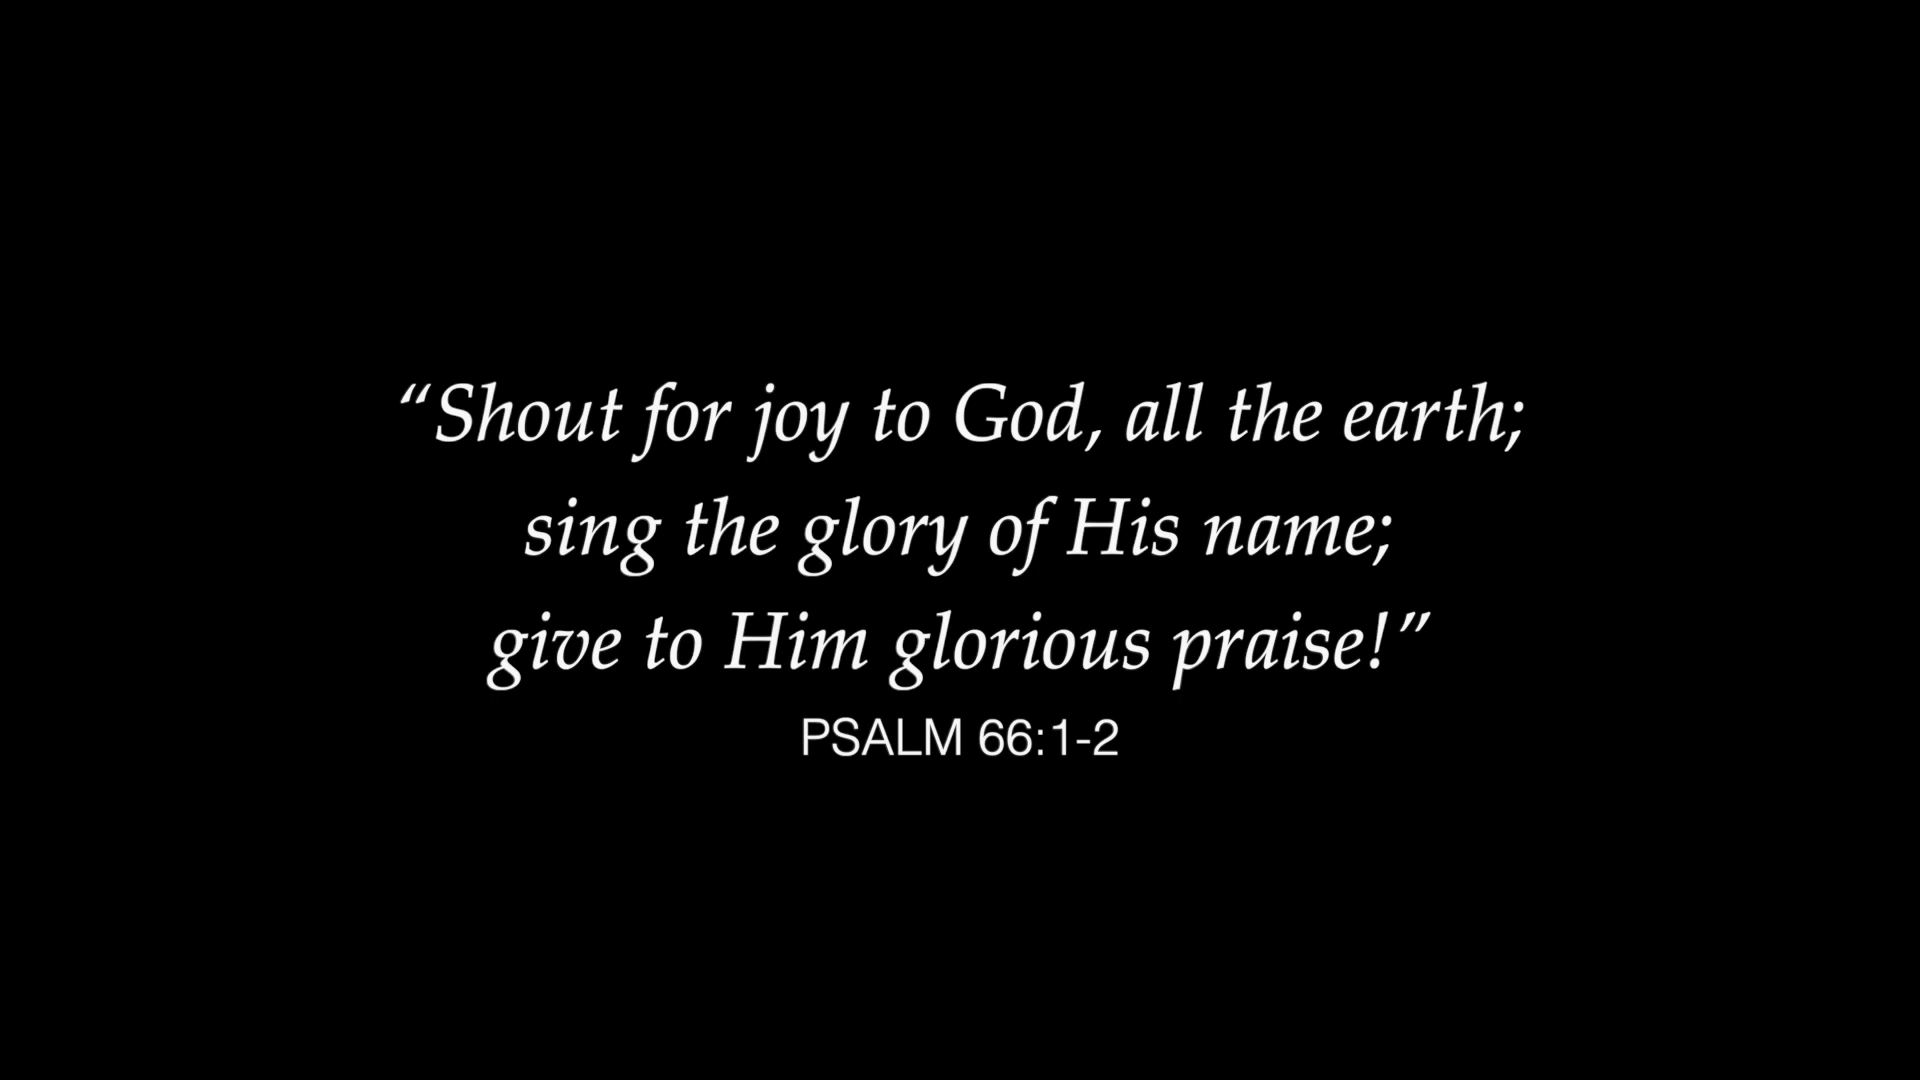 “Shout for joy to God, all the earth;
sing the glory of His name;
give to Him glorious praise!”
PSALM 66:1-2